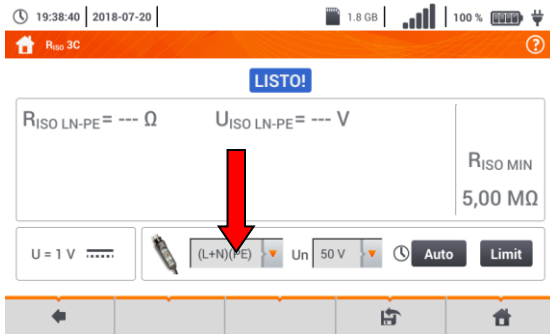 19:38:40 2018-07-20 1.8 GB 100 %
RISO 3C ?
LISTO!
RISO LN-PE= --- Ω UISO LN-PE= --- V
RISO MIN
5,00 MΩ
U = 1 V (L+N)(PE) Un 50 V Auto Limit